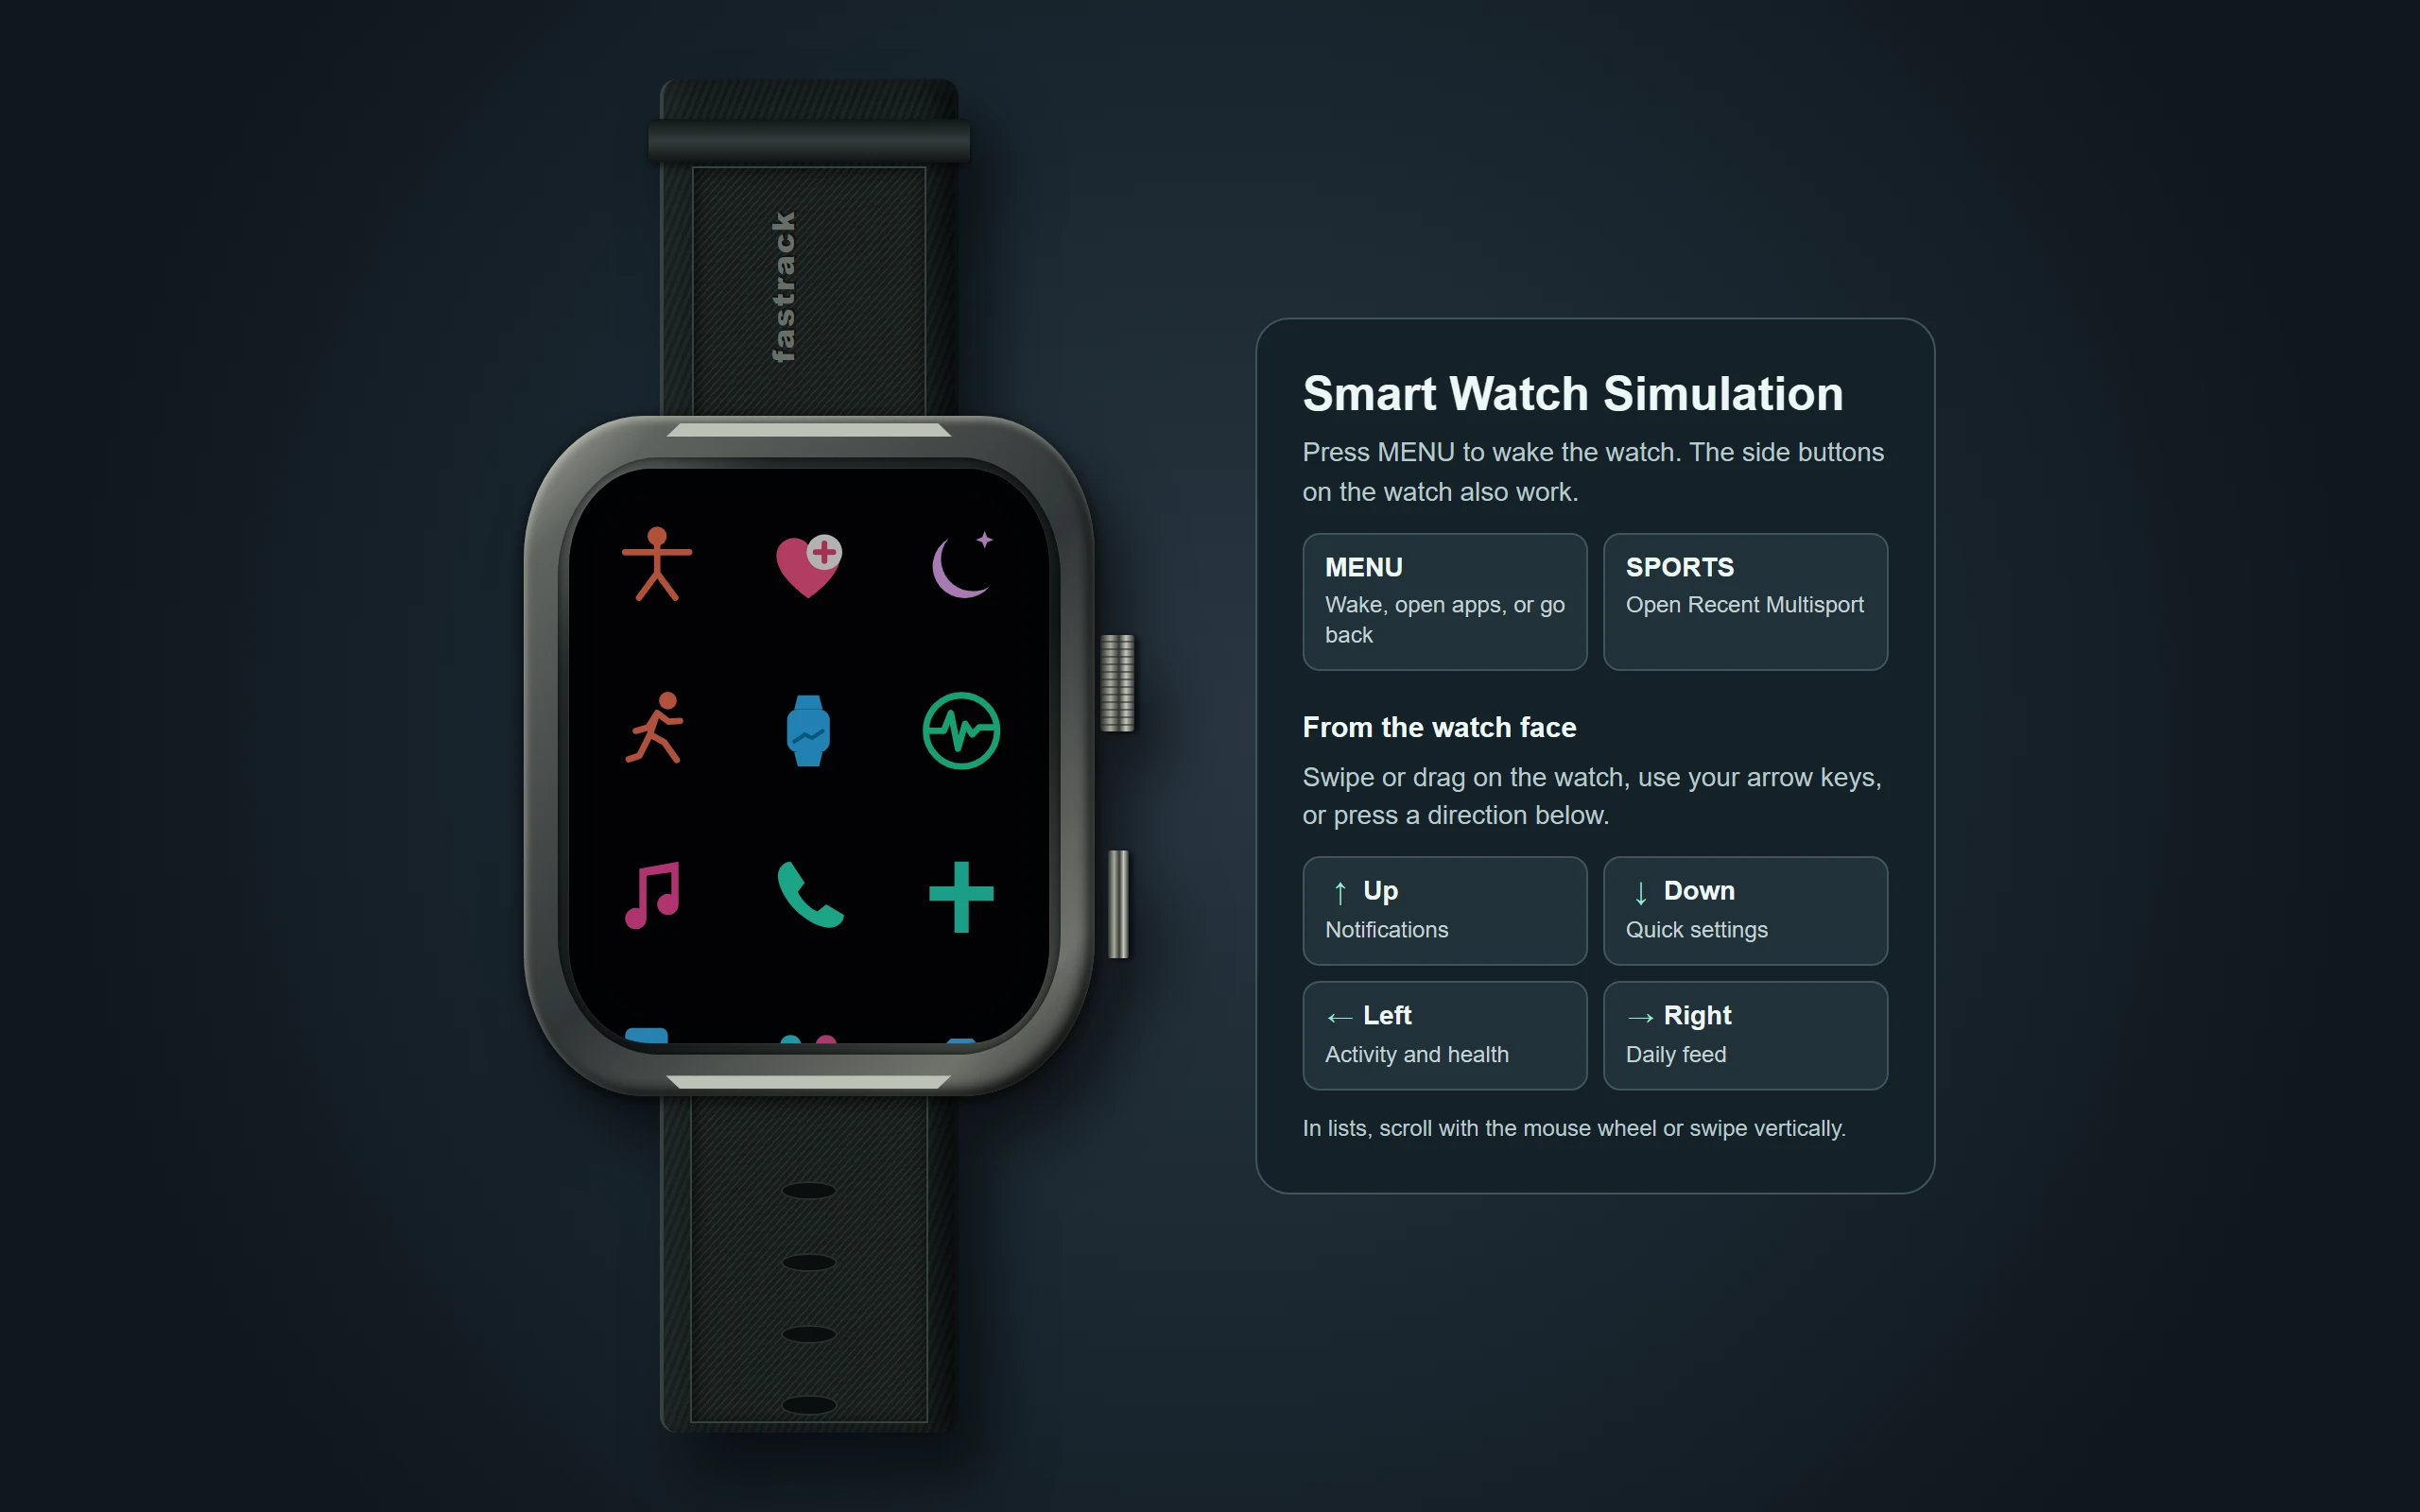 fastrack
Smart Watch Simulation
Press MENU to wake the watch. The side buttons
on the watch also work.
MENU
Wake, open apps, or go
back
SPORTS
Open Recent Multisport
From the watch face
Swipe or drag on the watch, use your arrow keys,
or press a direction below.
↑ Up
Notifications
↓ Down
Quick settings
← Left
Activity and health
→ Right
Daily feed
In lists, scroll with the mouse wheel or swipe vertically.